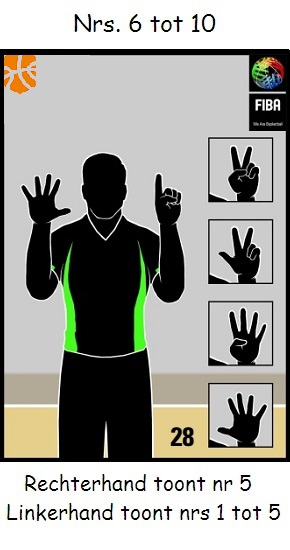 Nrs. 6 tot 10
FIBA
We Are Basketball
28
Rechterhand toont nr 5
Linkerhand toont nrs 1 tot 5